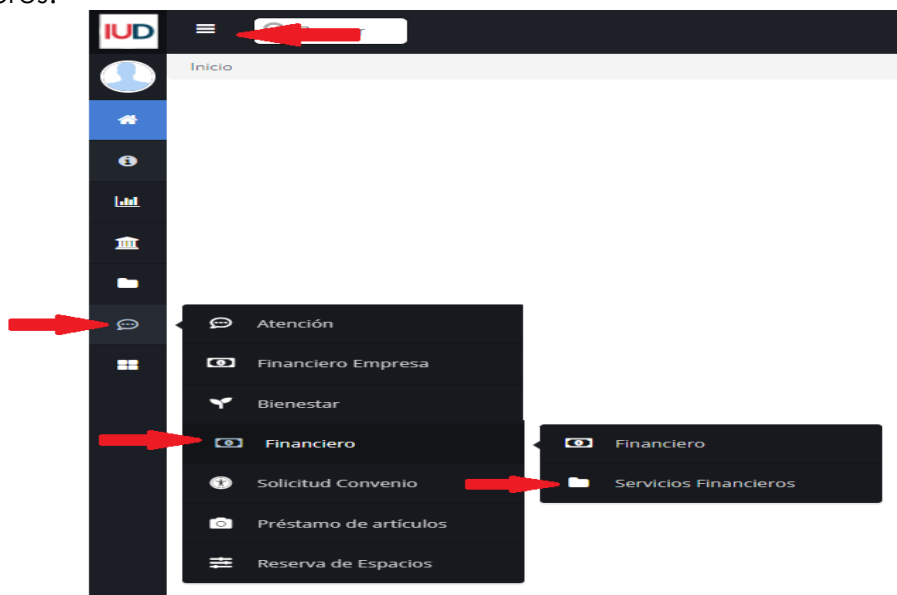 IUD
Inicio
Atención
Financiero Empresa
Bienestar
Financiero
Financiero
Solicitud Convenio
Servicios Financieros
Préstamo de artículos
Reserva de Espacios